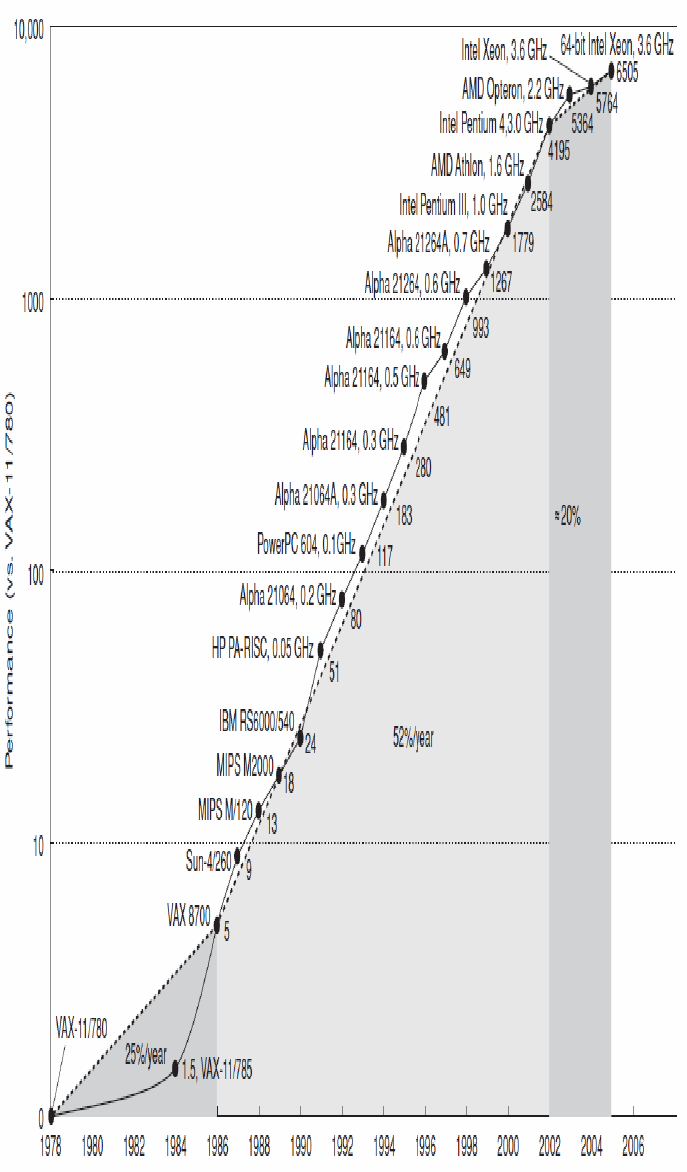 10,000
Intel Xeon, 3.6 GHz
64-bit Intel Xeon, 3.6 GHz
6505
AMD Opteron, 2.2 GHz
5764
Intel Pentium 4,3.0 GHz
5364
4195
AMD Athlon, 1.6 GHz
2584
Intel Pentium III, 1.0 GHz
1779
Alpha 21264A, 0.7 GHz
1267
Alpha 21264, 0.6 GHz
1000
993
Alpha 21164, 0.6 GHz
649
Alpha 21164, 0.5 GHz
481
Alpha 21164, 0.3 GHz
280
Alpha 21064A, 0.3 GHz
183
≈20%
PowerPC 604, 0.1GHz
117
100
Alpha 21064, 0.2 GHz
80
HP PA-RISC, 0.05 GHz
51
IBM RS6000/540
24
52%/year
MIPS M2000
18
MIPS M/120
13
10
Sun-4/260
9
VAX 8700
5
VAX-11/780
25%/year
1.5, VAX-11/785
0
Performance (vs. VAX-11/780)
1978 1980 1982 1984 1986 1988 1990 1992 1994 1996 1998 2000 2002 2004 2006